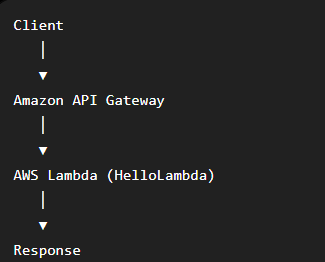 Client
│
▼
Amazon API Gateway
│
▼
AWS Lambda (HelloLambda)
│
▼
Response